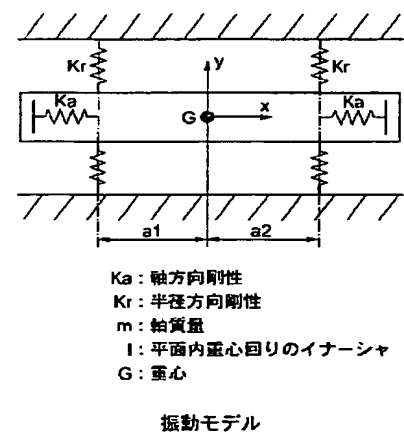 Kr
y
Kr
Ka
G
x
Ka
a1
a2
Ka：軸方向剛性
Kr：半径方向剛性
m：軸質量
I：平面内重心回りのイナーシャ
G：重心
振動モデル